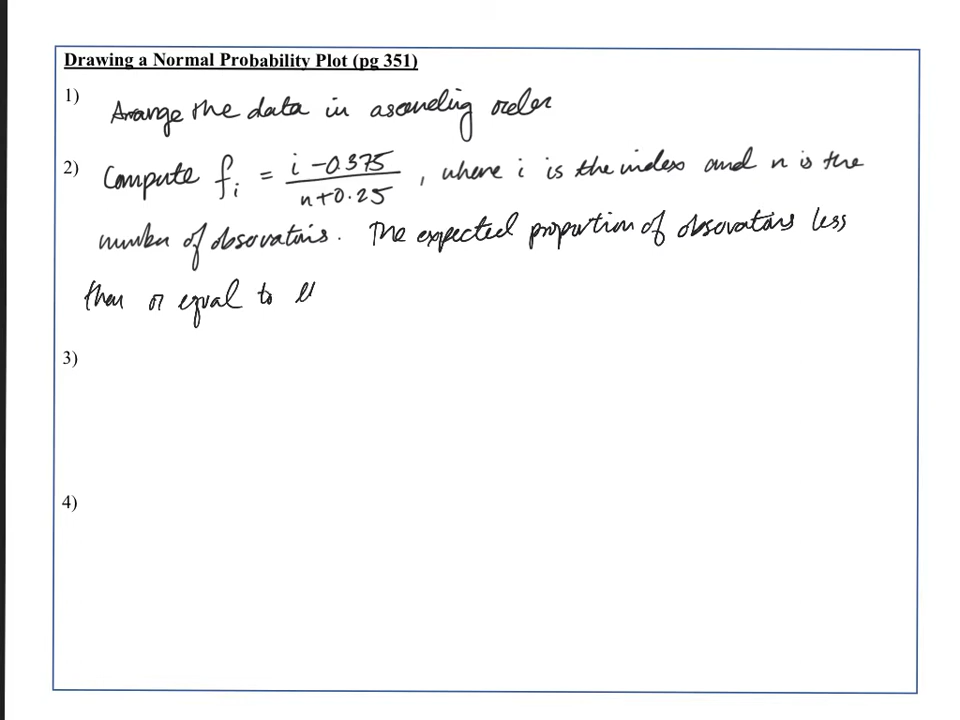 Drawing a Normal Probability Plot (pg 351)
1) Arrange the data in ascending order
2) Compute fᵢ = (i - 0.375)/(n + 0.25), where i is the index and n is the
number of observations. The expected proportion of observations less
then or equal to
3)
4)